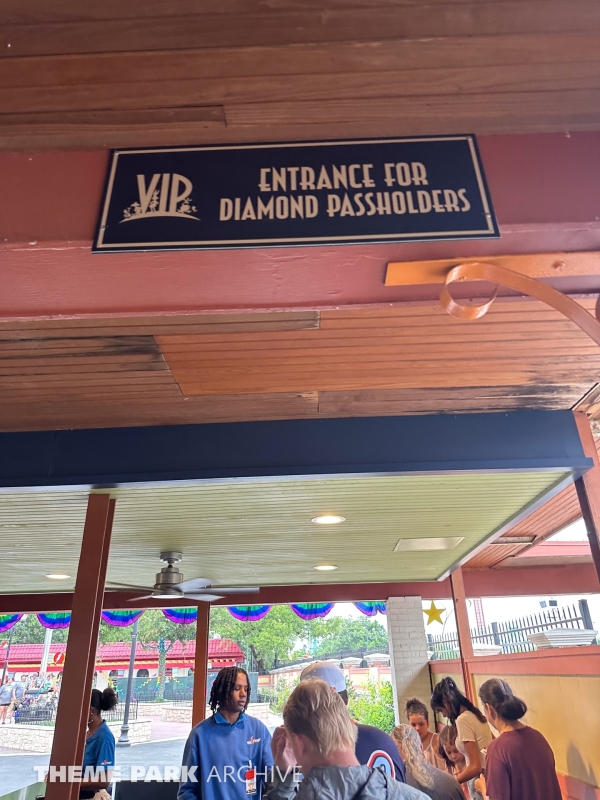 VIP
ENTRANCE FOR
DIAMOND PASSHOLDERS
THEME PARK ARCHIVE